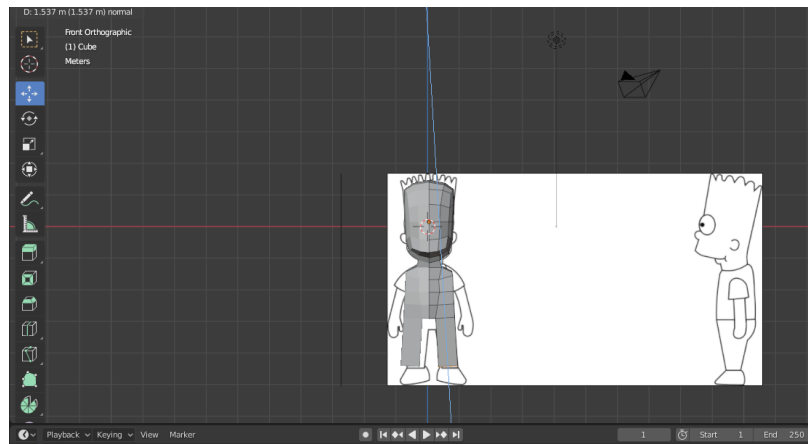 D: 1.537 m (1.537 m) normal
Front Orthographic
(1) Cube
Meters
Playback Keying View Marker 1 Start 1 End 250